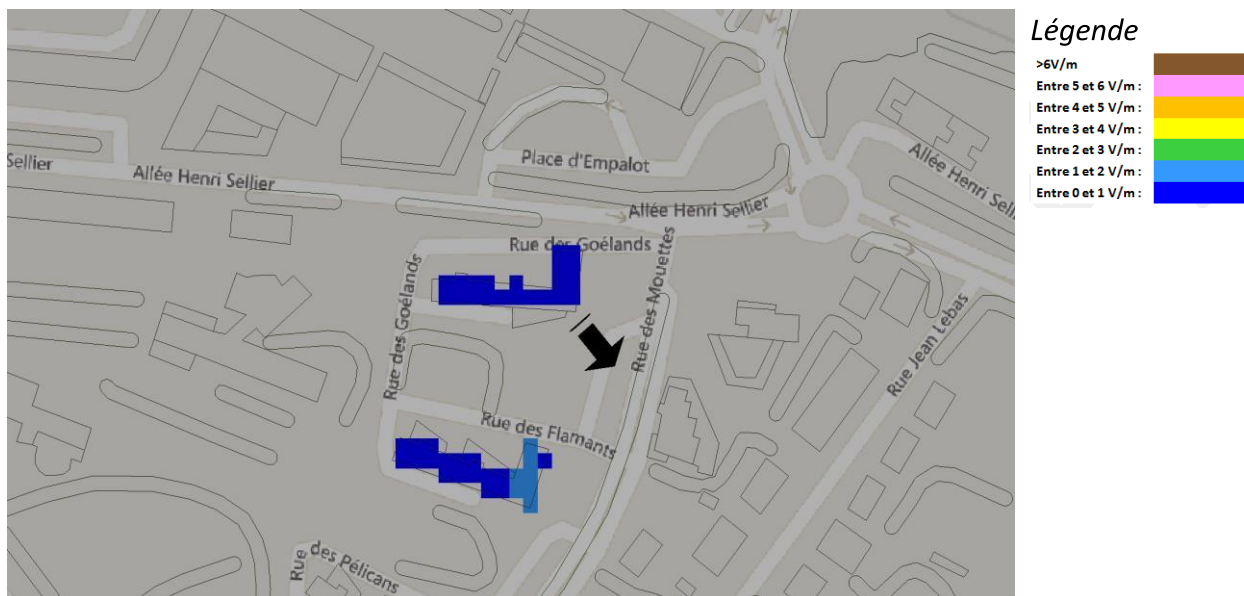 Légende
>6V/m
Entre 5 et 6 V/m :
Entre 4 et 5 V/m :
Entre 3 et 4 V/m :
Entre 2 et 3 V/m :
Entre 1 et 2 V/m :
Entre 0 et 1 V/m :
Sellier
Allée Henri Sellier
Place d'Empalot
Allée Henri Sellier
Allée Henri Sellier
Rue des Goélands
Rue des Goélands
Rue des Mouettes
Rue Jean Lebas
Rue des Flamants
Rue des Pélicans